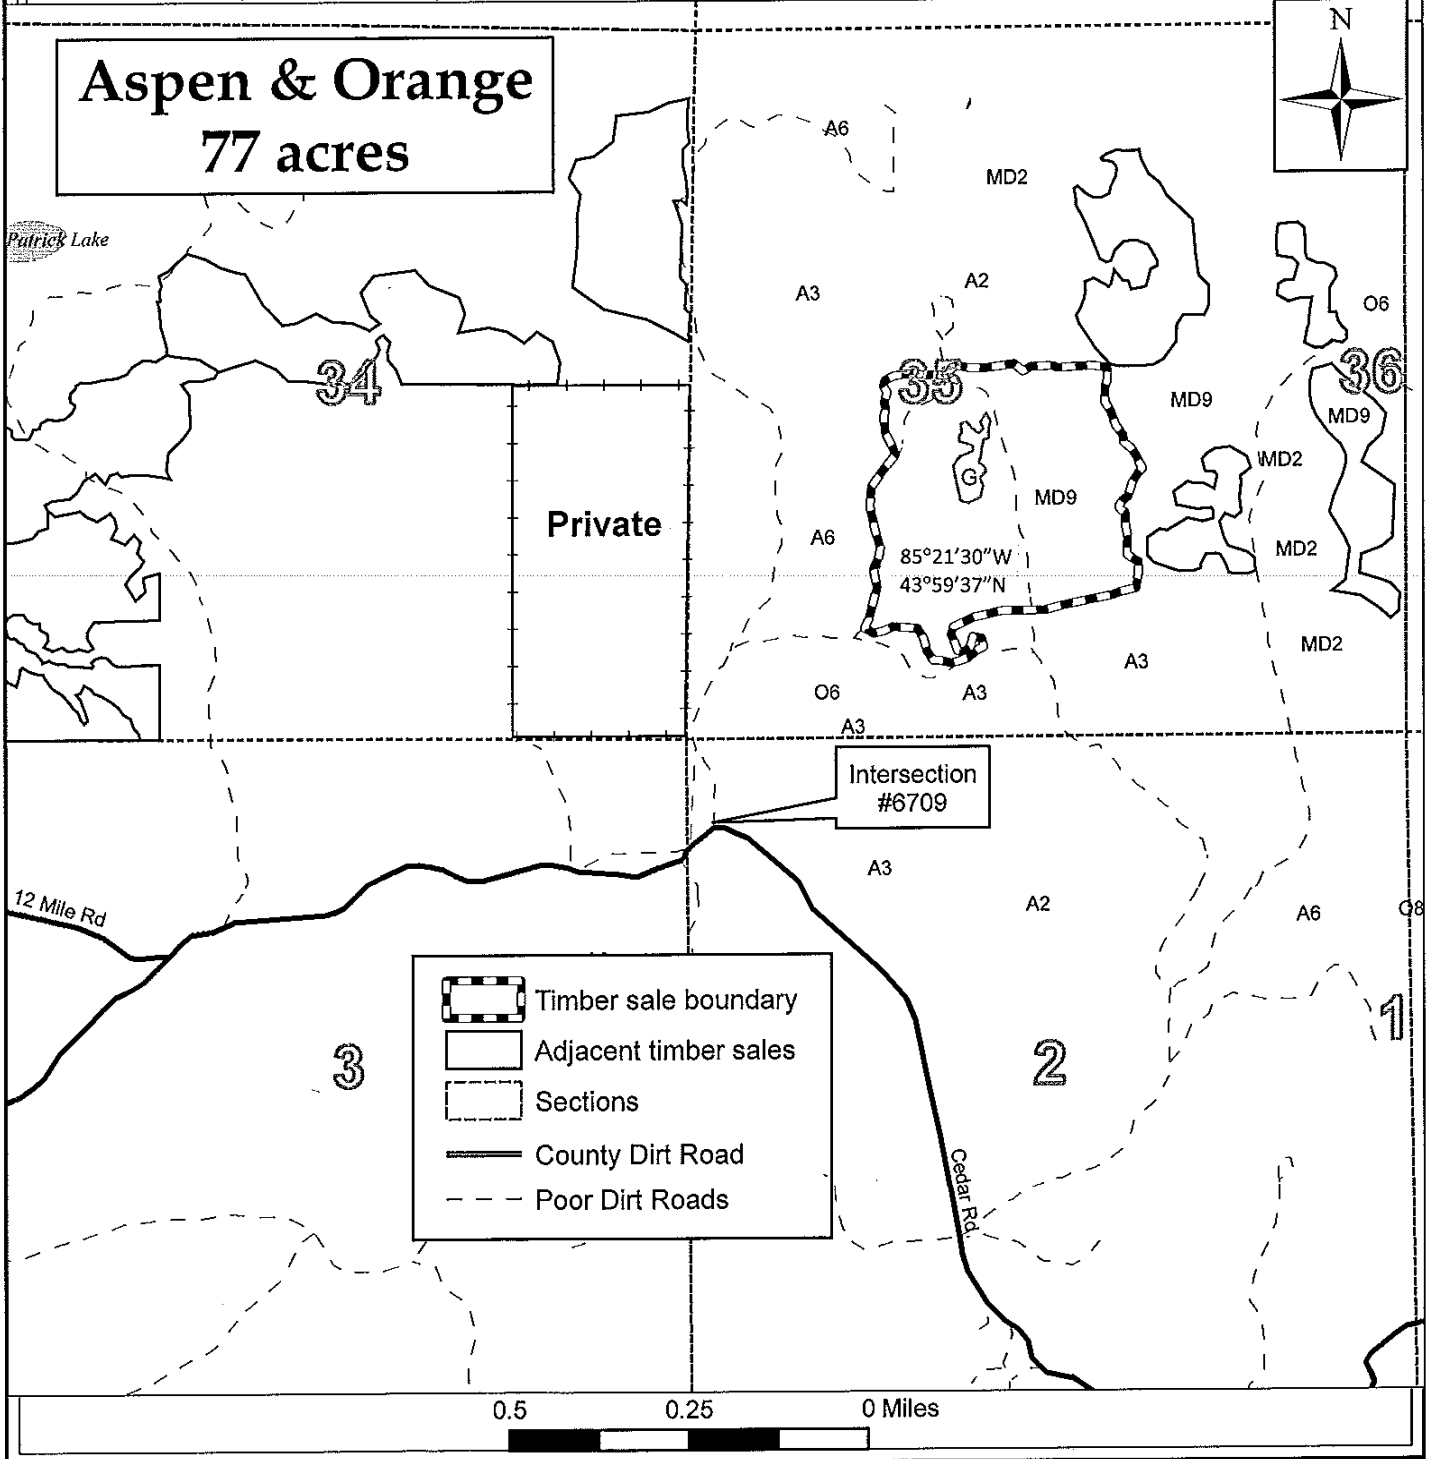 Aspen & Orange
77 acres
N
A6
MD2
Patrick Lake
A3
A2
O6
34
35
36
MD9
MD9
MD2
G
MD9
Private
A6
MD2
85°21'30"W
43°59'37"N
MD2
A3
O6
A3
A3
Intersection
#6709
A3
A2
A6
O8
12 Mile Rd
Timber sale boundary
Adjacent timber sales
Sections
County Dirt Road
Poor Dirt Roads
3
2
1
Cedar Rd
0.5 0.25 0 Miles